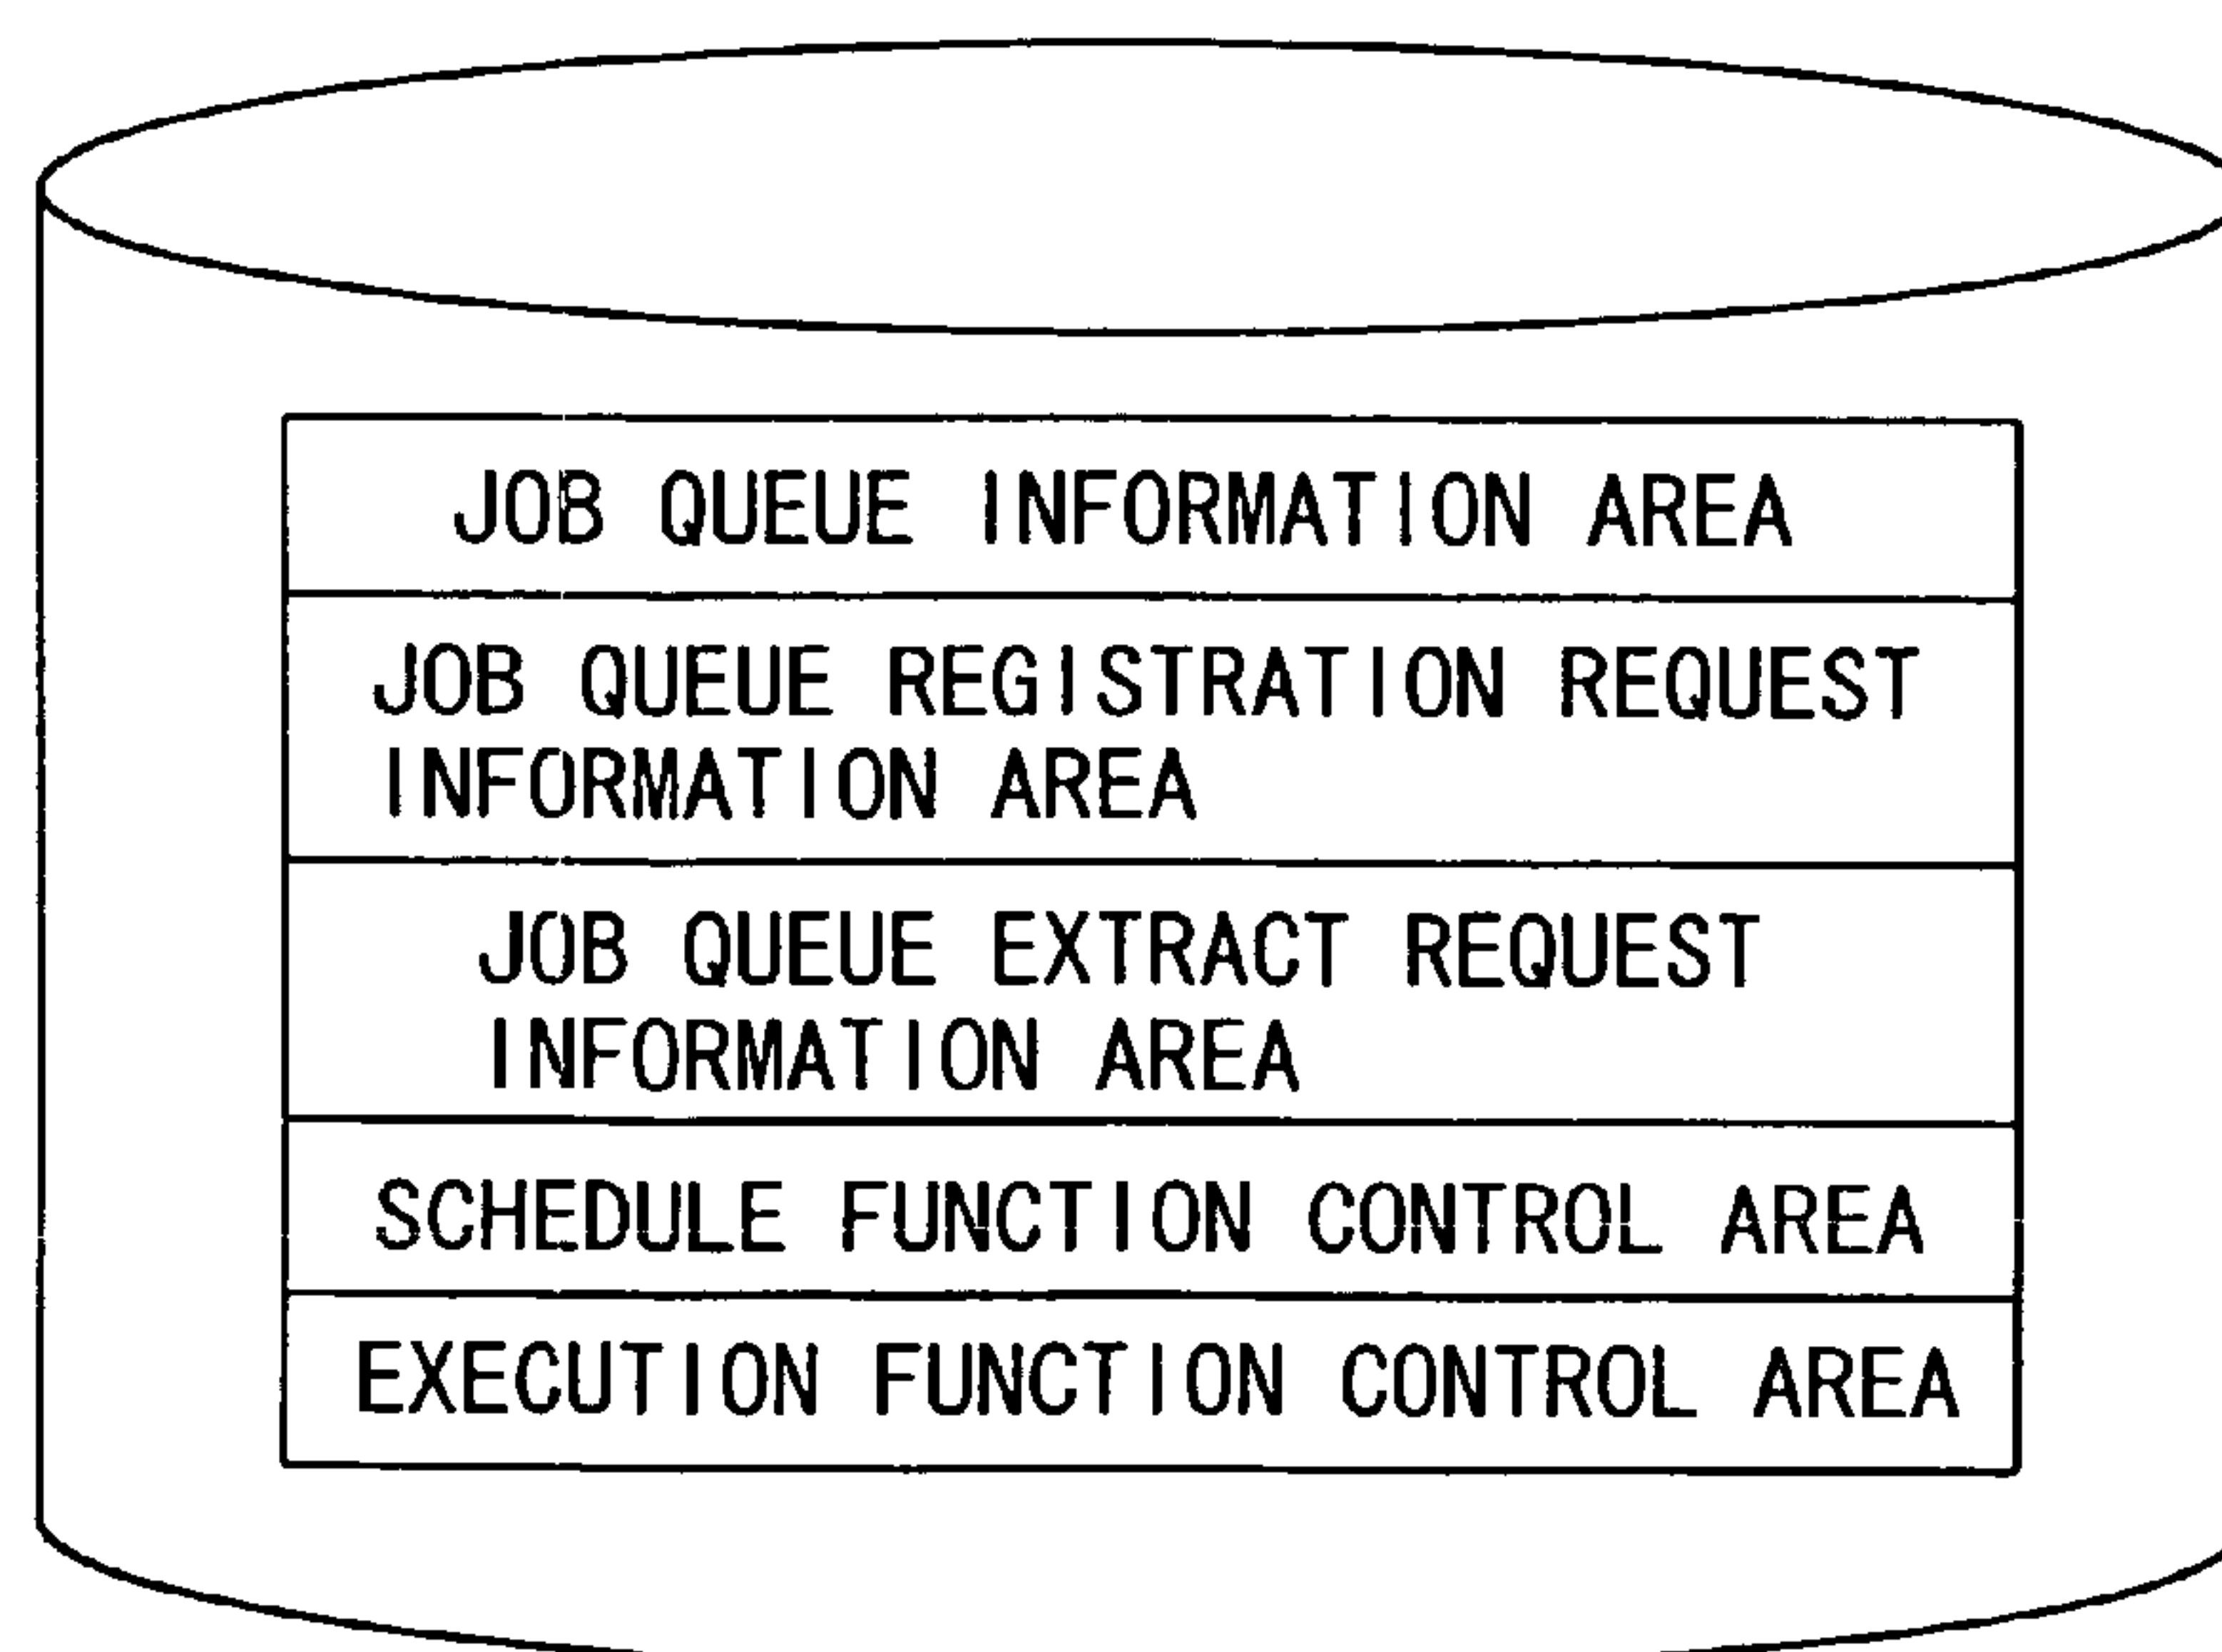 JOB QUEUE INFORMATION AREA
JOB QUEUE REGISTRATION REQUEST
INFORMATION AREA
JOB QUEUE EXTRACT REQUEST
INFORMATION AREA
SCHEDULE FUNCTION CONTROL AREA
EXECUTION FUNCTION CONTROL AREA